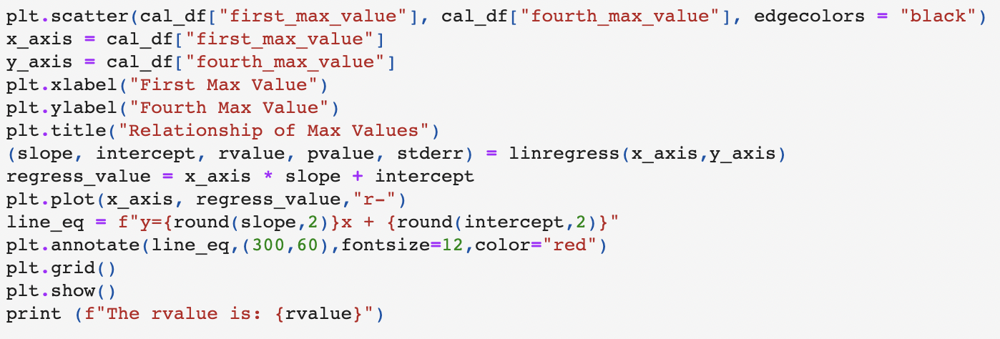 plt.scatter(cal_df["first_max_value"], cal_df["fourth_max_value"], edgecolors = "black")
x_axis = cal_df["first_max_value"]
y_axis = cal_df["fourth_max_value"]
plt.xlabel("First Max Value")
plt.ylabel("Fourth Max Value")
plt.title("Relationship of Max Values")
(slope, intercept, rvalue, pvalue, stderr) = linregress(x_axis,y_axis)
regress_value = x_axis * slope + intercept
plt.plot(x_axis, regress_value,"r-")
line_eq = f"y={round(slope,2)}x + {round(intercept,2)}"
plt.annotate(line_eq,(300,60),fontsize=12,color="red")
plt.grid()
plt.show()
print (f"The rvalue is: {rvalue}")